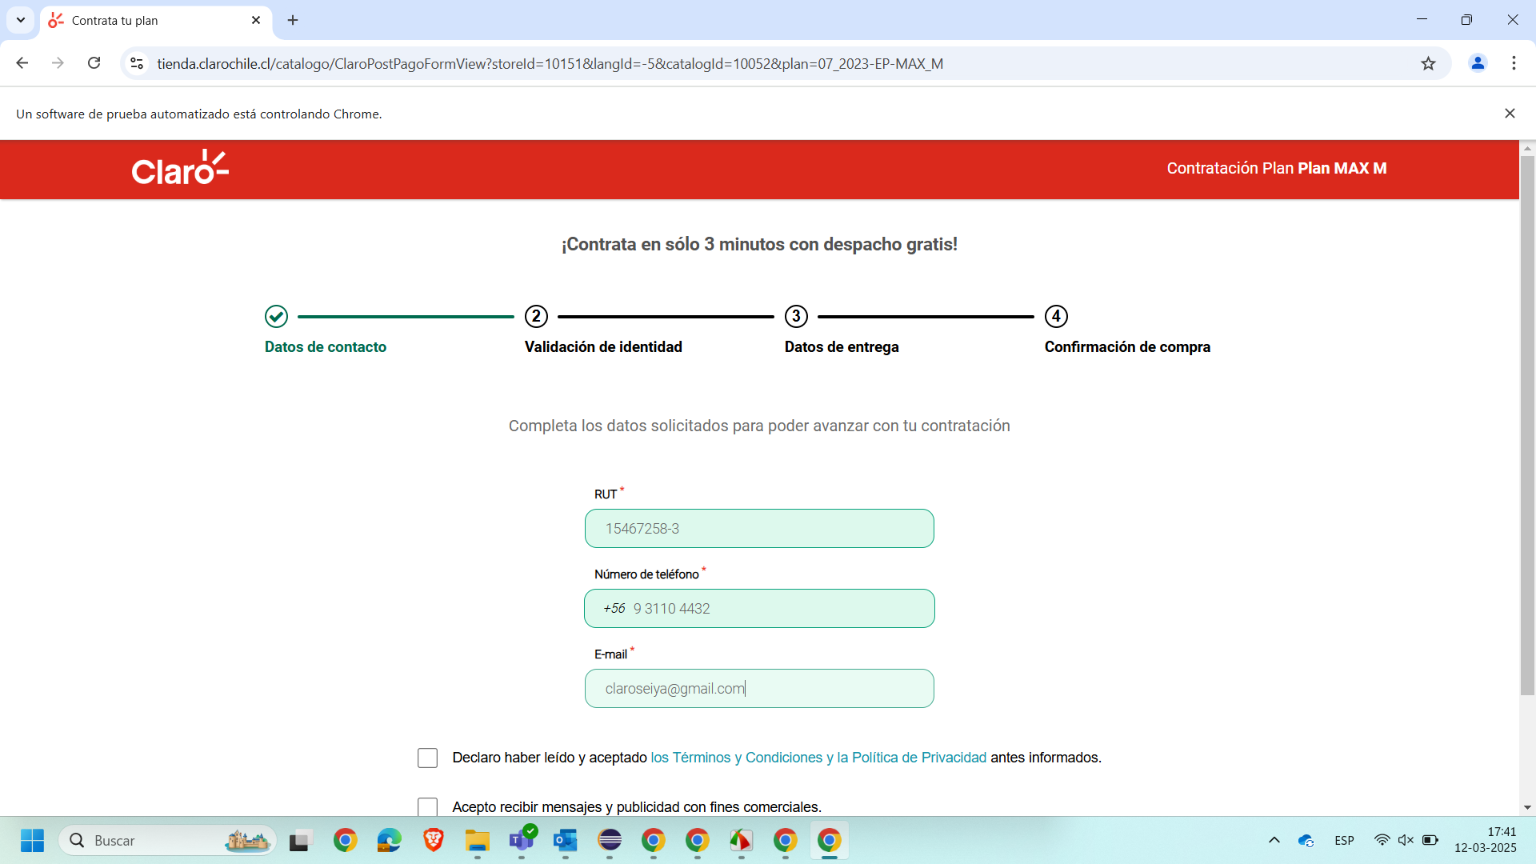 Contrata tu plan
tienda.clarochile.cl/catalogo/ClaroPostPagoFormView?storeId=10151&langId=-5&catalogId=10052&plan=07_2023-EP-MAX_M
Un software de prueba automatizado está controlando Chrome.
Claro
Contratación Plan Plan MAX M
¡Contrata en sólo 3 minutos con despacho gratis!
2 3 4
Datos de contacto Validación de identidad Datos de entrega Confirmación de compra
Completa los datos solicitados para poder avanzar con tu contratación
RUT *
15467258-3
Número de teléfono *
+56 9 3110 4432
E-mail *
claroseiya@gmail.com
Declaro haber leído y aceptado los Términos y Condiciones y la Política de Privacidad antes informados.
Acepto recibir mensajes y publicidad con fines comerciales.
Buscar
ESP
17:41
12-03-2025